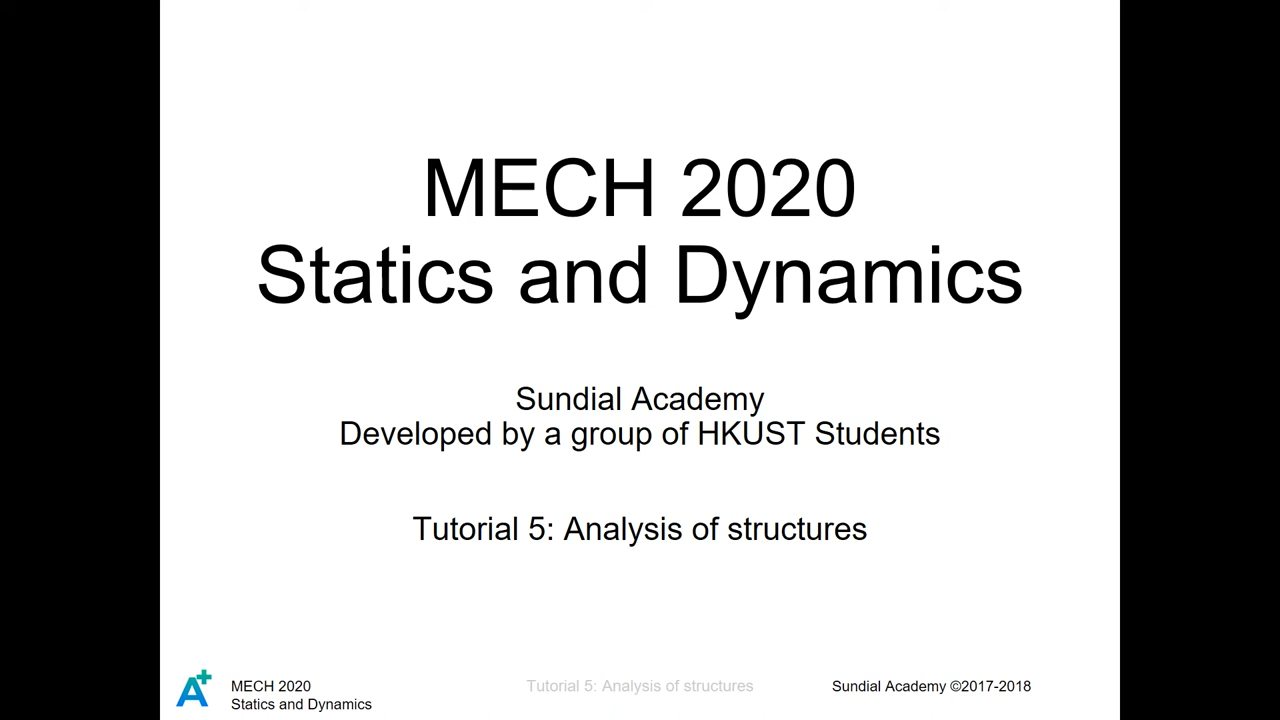 MECH 2020
Statics and Dynamics
Sundial Academy
Developed by a group of HKUST Students
Tutorial 5: Analysis of structures
A+
MECH 2020
Statics and Dynamics
Tutorial 5: Analysis of structures
Sundial Academy ©2017-2018